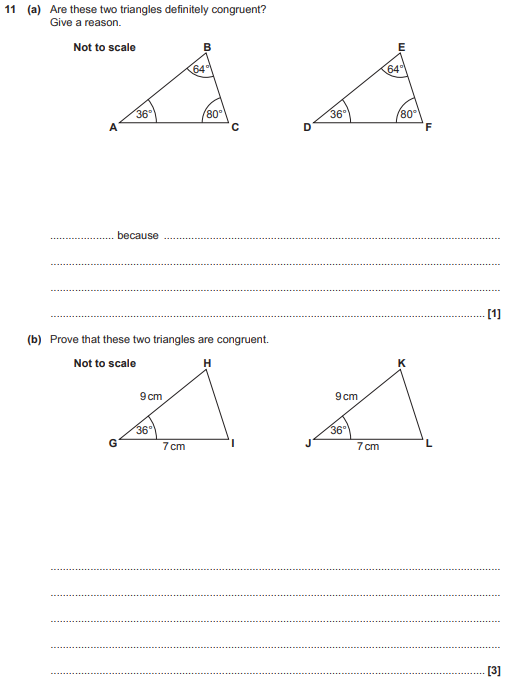 11 (a) Are these two triangles definitely congruent?
Give a reason.
Not to scale
B
E
64°
64°
36°
80°
36°
80°
A
C
D
F
.................... because ....................
....................
....................
.................... [1]
(b) Prove that these two triangles are congruent.
Not to scale
H
K
9 cm
9 cm
36°
36°
G
I
J
L
7 cm
7 cm
....................
....................
....................
....................
.................... [3]